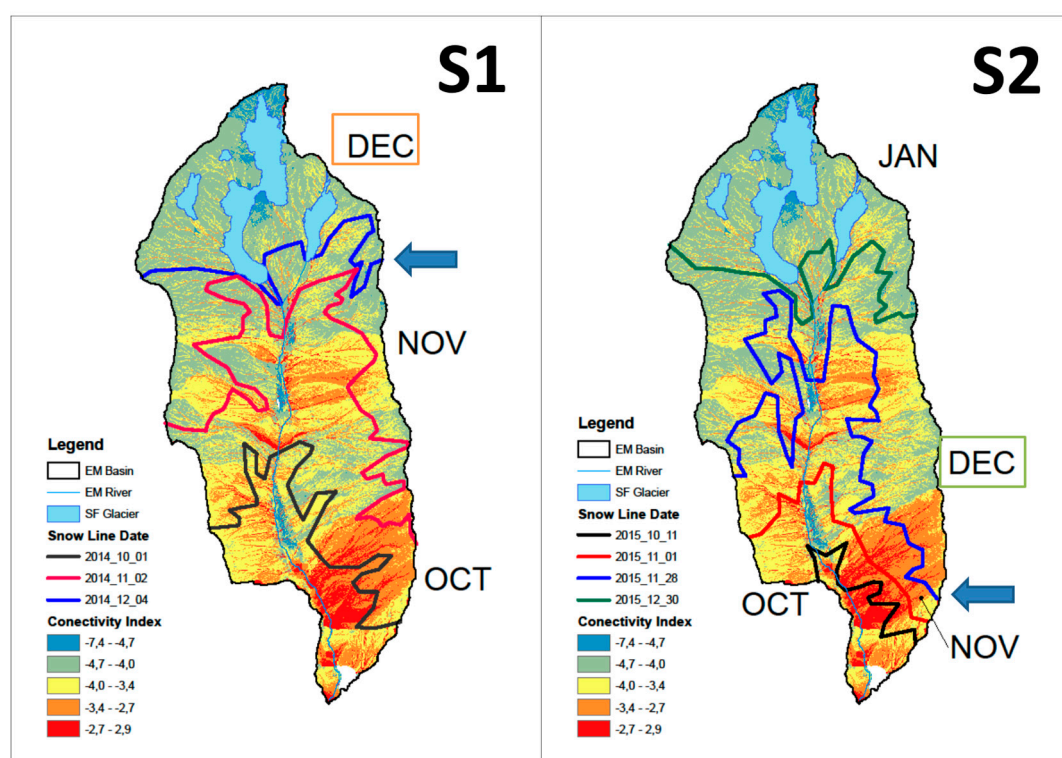 S1
DEC
NOV
OCT
Legend
EM Basin
EM River
SF Glacier
Snow Line Date
2014_10_01
2014_11_02
2014_12_04
Conectivity Index
-7,4 - -4,7
-4,7 - -4,0
-4,0 - -3,4
-3,4 - -2,7
-2,7 - 2,9
S2
JAN
DEC
OCT
NOV
Legend
EM Basin
EM River
SF Glacier
Snow Line Date
2015_10_11
2015_11_01
2015_11_28
2015_12_30
Conectivity Index
-7,4 - -4,7
-4,7 - -4,0
-4,0 - -3,4
-3,4 - -2,7
-2,7 - 2,9